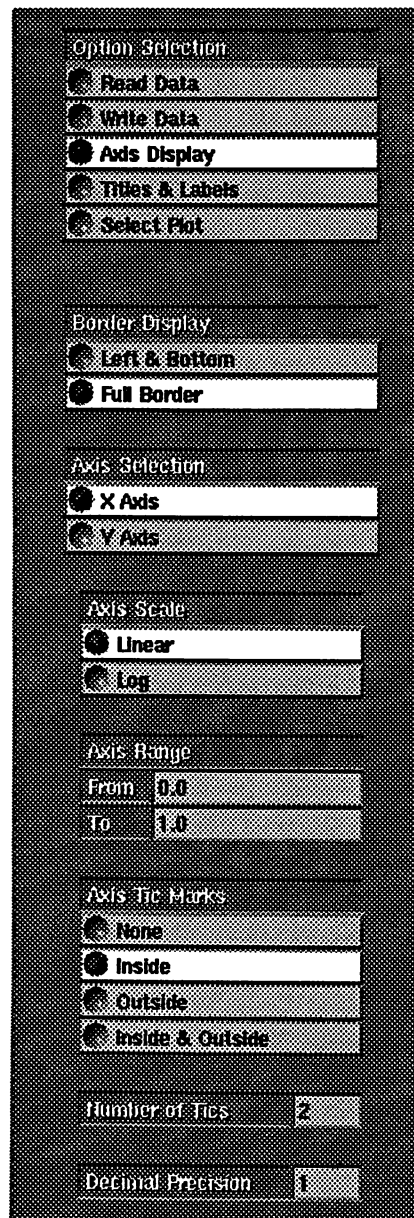 Option Selection
Read Data
Write Data
Axis Display
Titles & Labels
Select Plot
Border Display
Left & Bottom
Full Border
Axis Selection
X Axis
Y Axis
Axis Scale
Linear
Log
Axis Range
From 0.0
To 1.0
Axis Tic Marks
None
Inside
Outside
Inside & Outside
Number of Tics 2
Decimal Precision 1